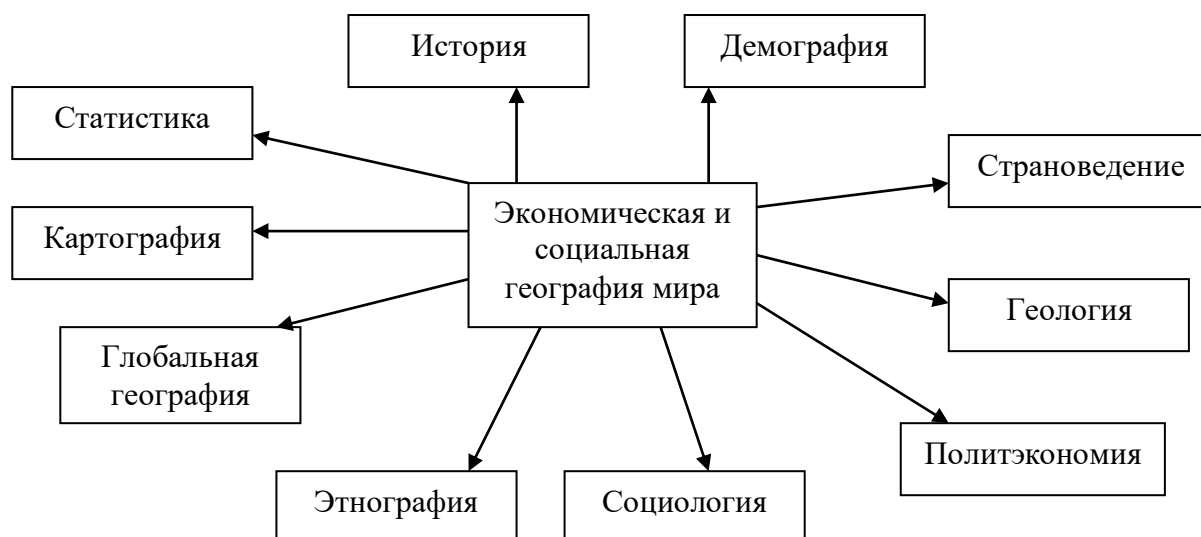 История
Демография
Статистика
Страноведение
Экономическая и
социальная
география мира
Картография
Геология
Глобальная
география
Политэкономия
Этнография
Социология